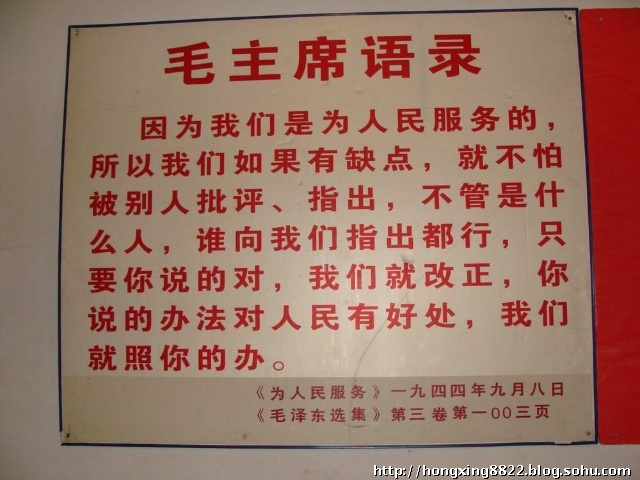 毛主席语录
因为我们是为人民服务的，
所以我们如果有缺点，就不怕
被别人批评、指出，不管是什
么人，谁向我们指出都行，只
要你说的对，我们就改正，你
说的办法对人民有好处，我们
就照你的办。
《为人民服务》一九四四年九月八日
《毛泽东选集》第三卷第一00三页
http://hongxing8822.blog.sohu.com